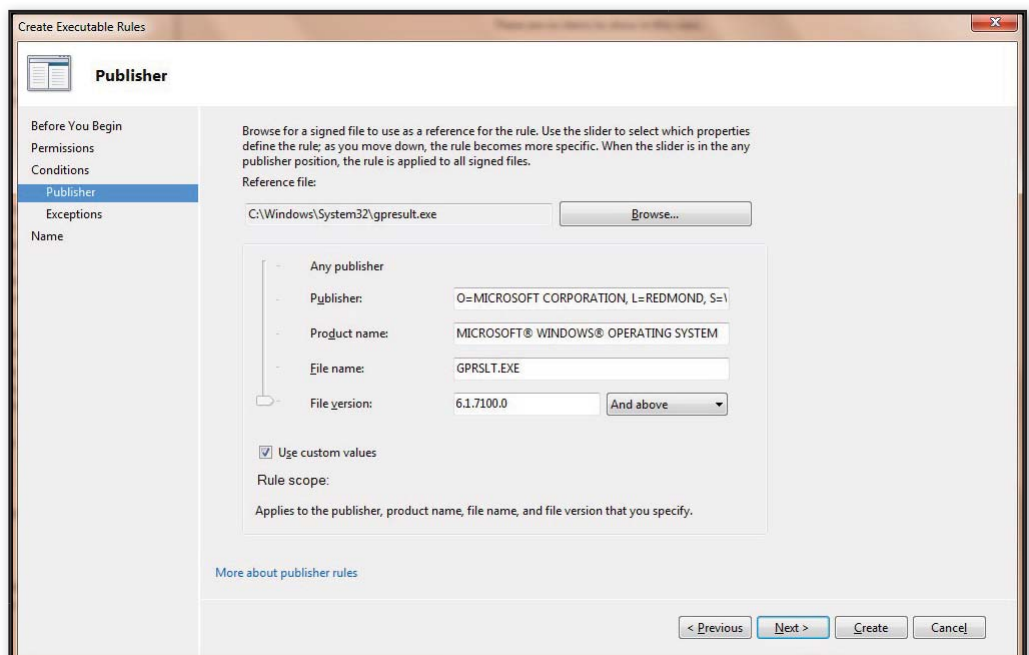 Create Executable Rules
Publisher
Before You Begin
Permissions
Conditions
Publisher
Exceptions
Name
Browse for a signed file to use as a reference for the rule. Use the slider to select which properties
define the rule; as you move down, the rule becomes more specific. When the slider is in the any
publisher position, the rule is applied to all signed files.
Reference file:
C:\Windows\System32\gpresult.exe
Browse...
Any publisher
Publisher:
O=MICROSOFT CORPORATION, L=REDMOND, S=\
Product name:
MICROSOFT® WINDOWS® OPERATING SYSTEM
File name:
GPRSLT.EXE
File version:
6.1.7100.0
And above
Use custom values
Rule scope:
Applies to the publisher, product name, file name, and file version that you specify.
More about publisher rules
< Previous
Next >
Create
Cancel